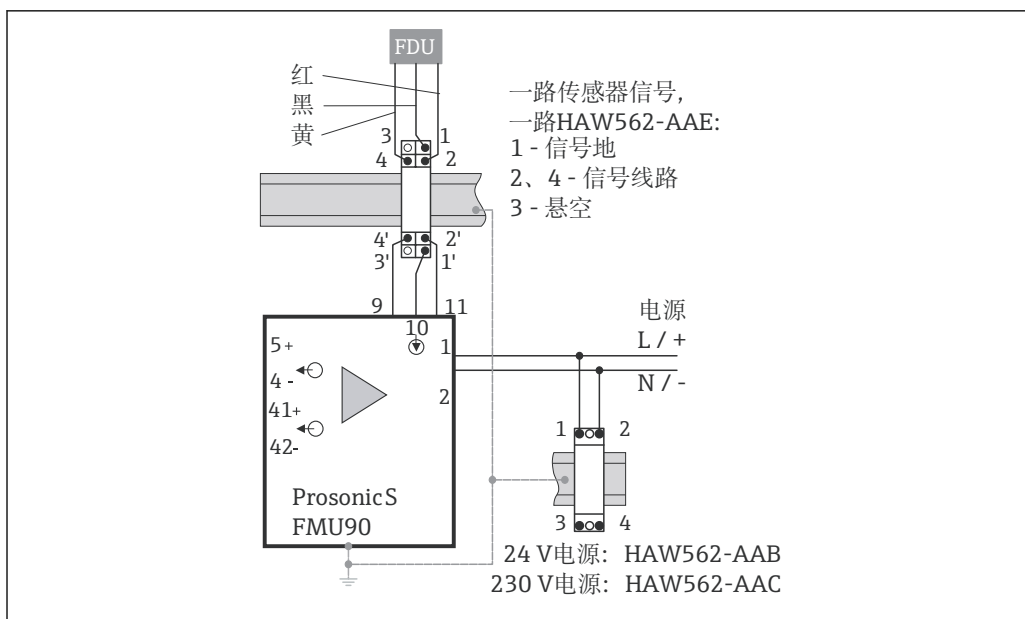 FDU
红
黑
黄
一路传感器信号,
一路HAW562-AAE:
1 - 信号地
2、4 - 信号线路
3 - 悬空
3 1
4 2
4' 2'
3' 1'
9 11
10
电源
L / +
N / -
5+
4 -
41+
42-
1
2
Prosonic S
FMU90
1 2
3 4
24 V电源: HAW562-AAB
230 V电源: HAW562-AAC